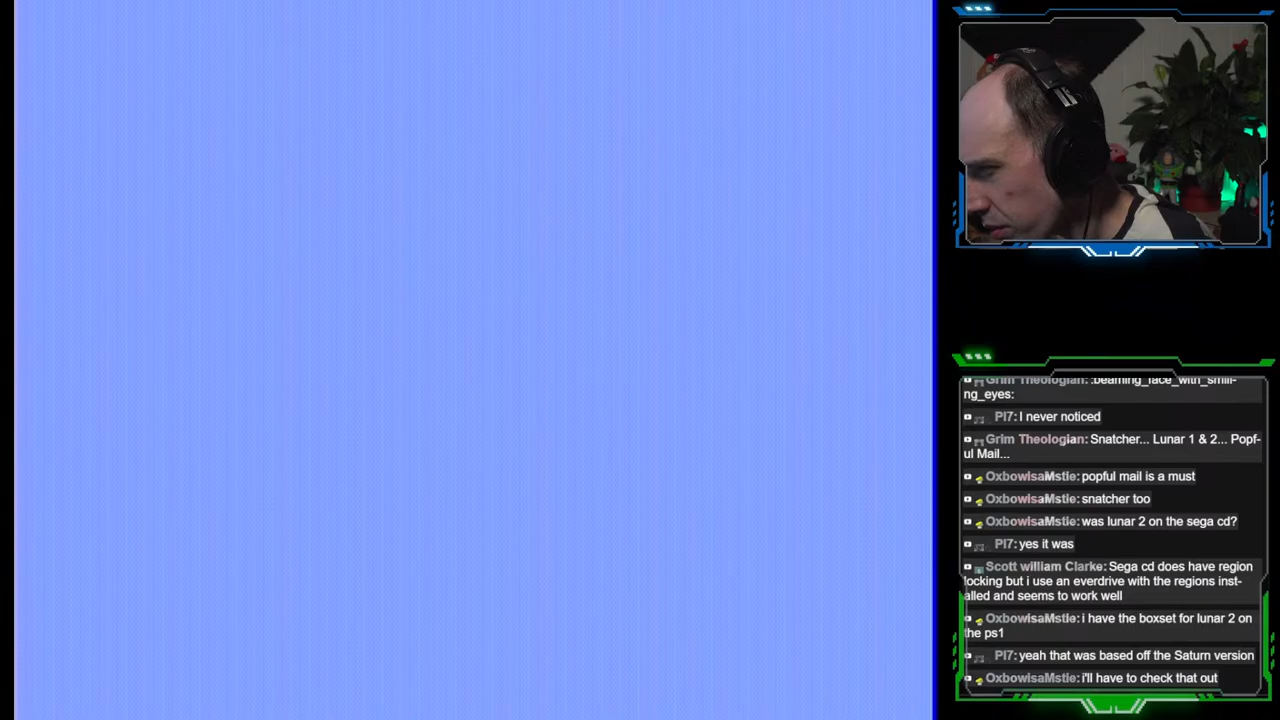 Grim Theologian: :beaming_face_with_smili-
ng_eyes:
PI7: I never noticed
Grim Theologian: Snatcher... Lunar 1 & 2... Popf-
ul Mail...
OxbowisaMstie: popful mail is a must
OxbowisaMstie: snatcher too
OxbowisaMstie: was lunar 2 on the sega cd?
PI7: yes it was
Scott william Clarke: Sega cd does have region
locking but i use an everdrive with the regions inst-
alled and seems to work well
OxbowisaMstie: i have the boxset for lunar 2 on
the ps1
PI7: yeah that was based off the Saturn version
OxbowisaMstie: i'll have to check that out